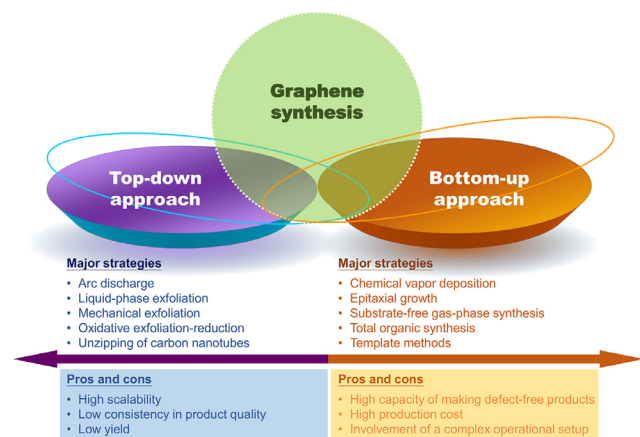 Graphene
synthesis
Top-down
approach
Bottom-up
approach
Major strategies
• Arc discharge
• Liquid-phase exfoliation
• Mechanical exfoliation
• Oxidative exfoliation-reduction
• Unzipping of carbon nanotubes
Major strategies
• Chemical vapor deposition
• Epitaxial growth
• Substrate-free gas-phase synthesis
• Total organic synthesis
• Template methods
Pros and cons
• High scalability
• Low consistency in product quality
• Low yield
Pros and cons
• High capacity of making defect-free products
• High production cost
• Involvement of a complex operational setup